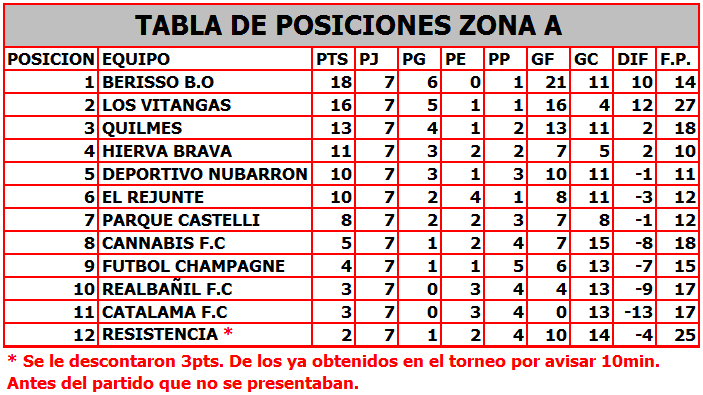 TABLA DE POSICIONES ZONA A
POSICION EQUIPO PTS PJ PG PE PP GF GC DIF F.P.
1 BERISSO B.O 18 7 6 0 1 21 11 10 14
2 LOS VITANGAS 16 7 5 1 1 16 4 12 27
3 QUILMES 13 7 4 1 2 13 11 2 18
4 HIERVA BRAVA 11 7 3 2 2 7 5 2 10
5 DEPORTIVO NUBARRON 10 7 3 1 3 10 11 -1 11
6 EL REJUNTE 10 7 2 4 1 8 11 -3 12
7 PARQUE CASTELLI 8 7 2 2 3 7 8 -1 12
8 CANNABIS F.C 5 7 1 2 4 7 15 -8 18
9 FUTBOL CHAMPAGNE 4 7 1 1 5 6 13 -7 15
10 REALBAÑIL F.C 3 7 0 3 4 4 13 -9 17
11 CATALAMA F.C 3 7 0 3 4 0 13 -13 17
12 RESISTENCIA * 2 7 1 2 4 10 14 -4 25
* Se le descontaron 3pts. De los ya obtenidos en el torneo por avisar 10min.
Antes del partido que no se presentaban.